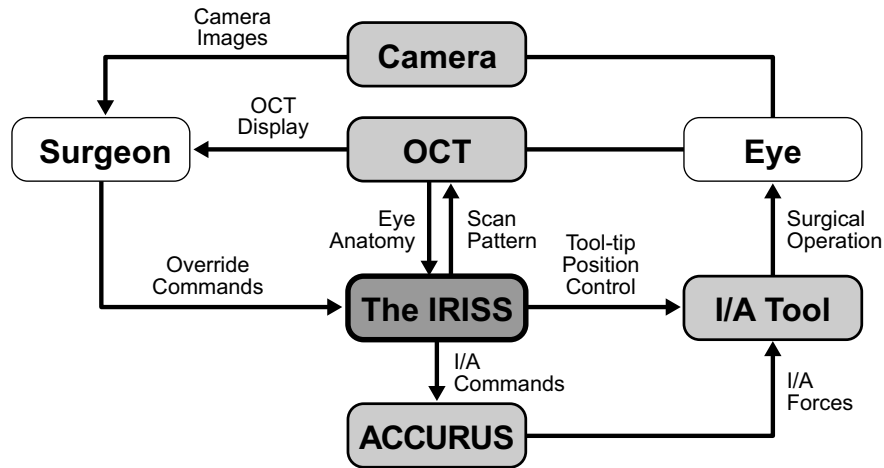 Camera
Images
Camera
OCT
Display
Surgeon
OCT
Eye
Eye
Anatomy
Scan
Pattern
Surgical
Operation
Override
Commands
Tool-tip
Position
Control
The IRISS
I/A Tool
I/A
Commands
I/A
Forces
ACCURUS